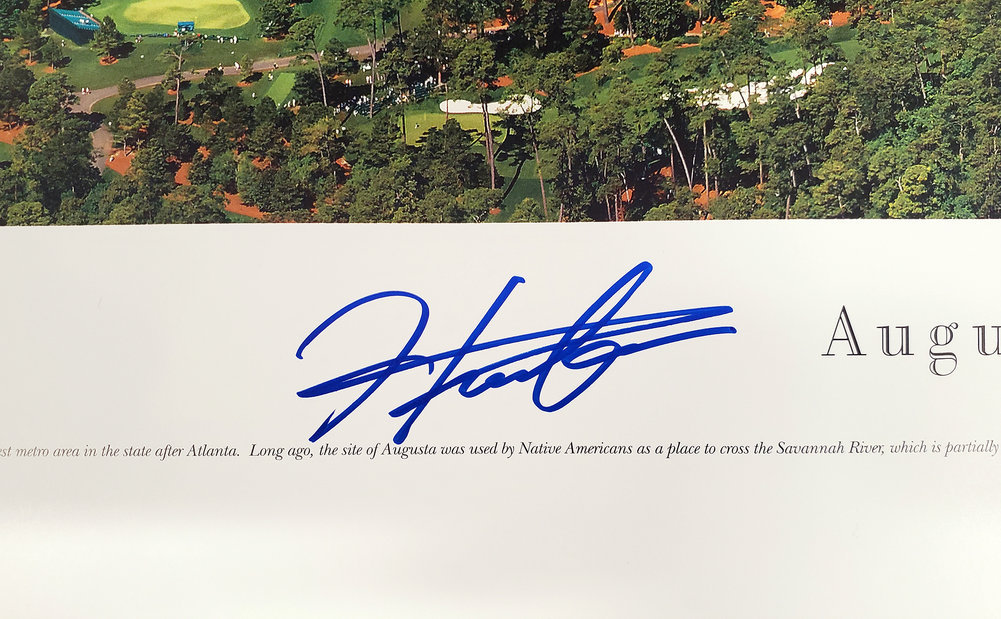 Augu
est metro area in the state after Atlanta. Long ago, the site of Augusta was used by Native Americans as a place to cross the Savannah River, which is partially